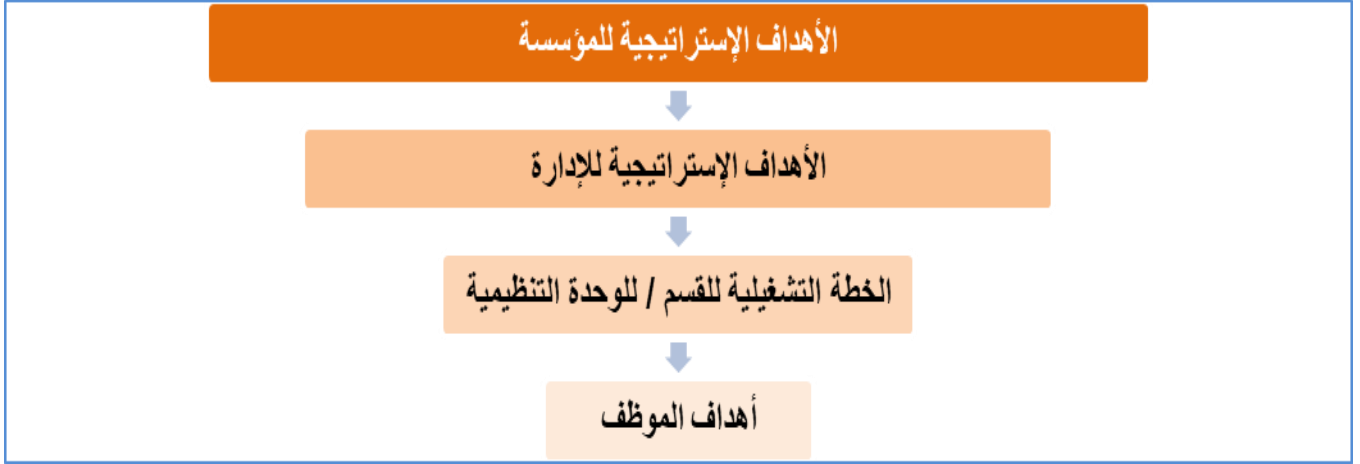 الأهداف الإستراتيجية للمؤسسة
الأهداف الإستراتيجية للإدارة
الخطة التشغيلية للقسم / للوحدة التنظيمية
أهداف الموظف